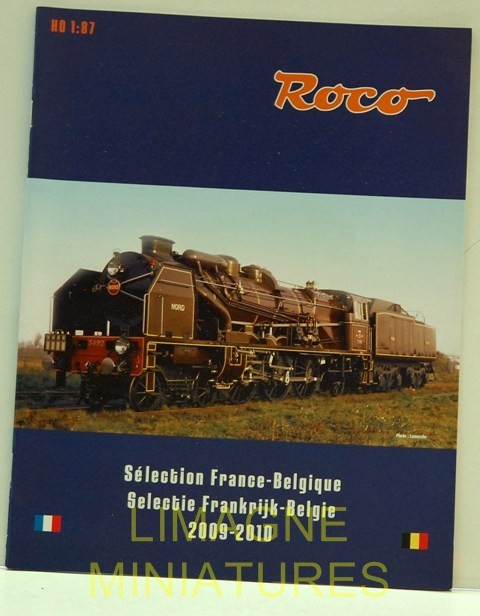 HO 1:87
Roco
NORD
Sélection France-Belgique
Selectie Frankrijk-Belgie
2009-2010
LIMAGNE
MINIATURES